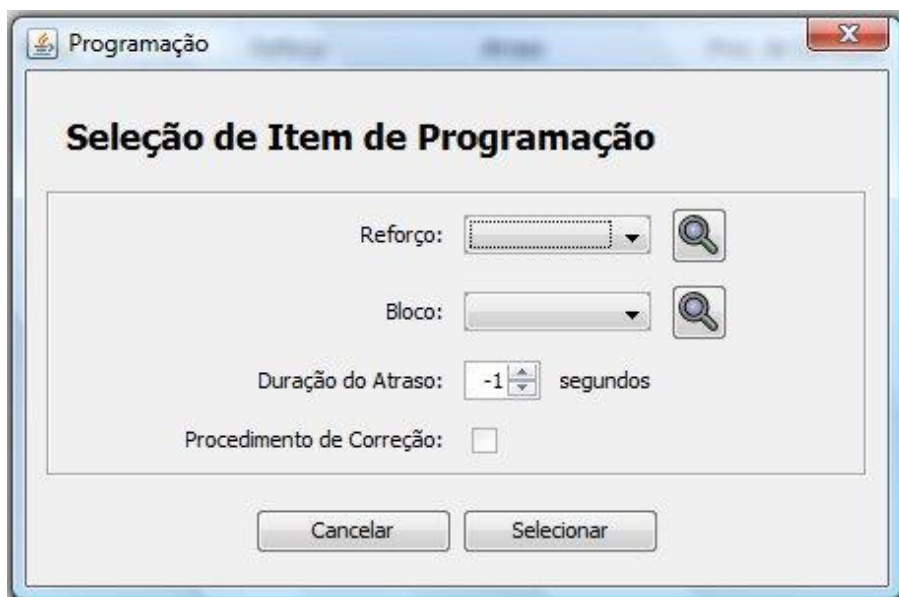 Programação
Seleção de Item de Programação
Reforço:
Bloco:
Duração do Atraso: -1 segundos
Procedimento de Correção:
Cancelar Selecionar